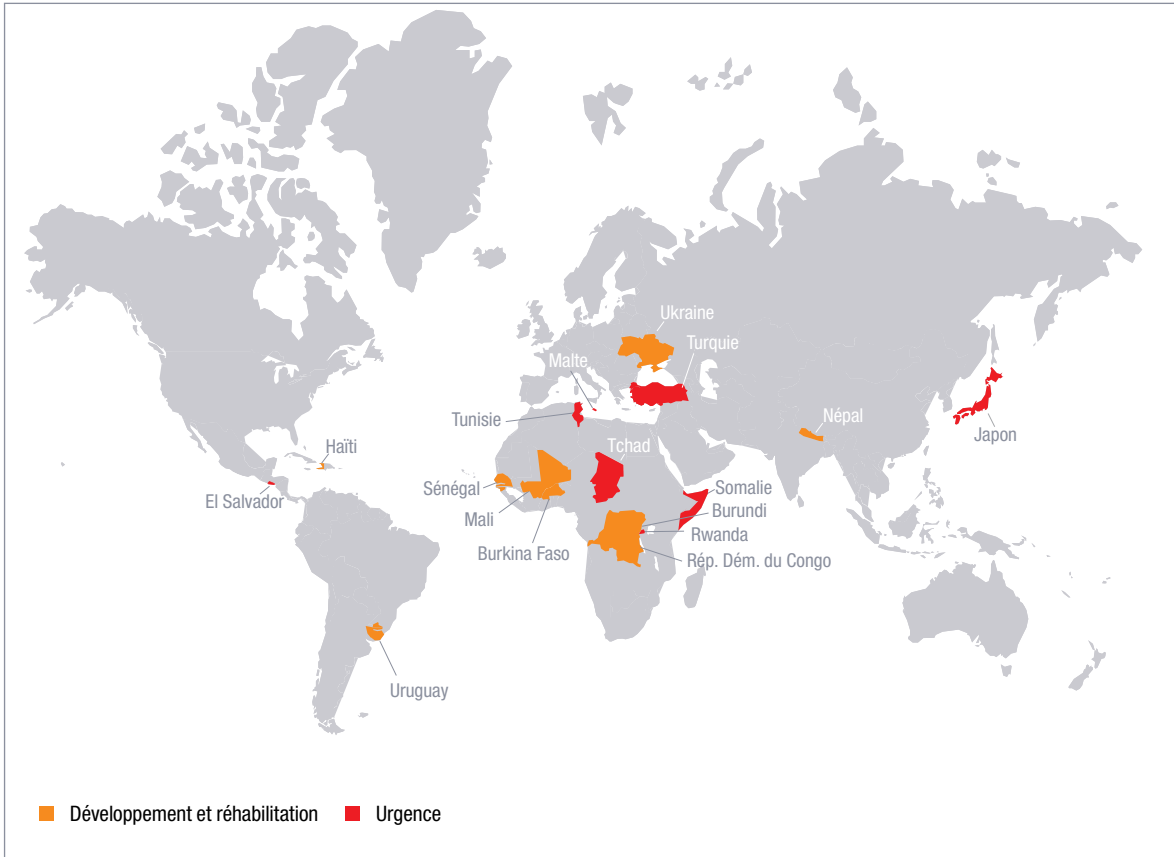 Ukraine
Turquie
Malte
Tunisie
Népal
Japon
Haïti
Tchad
El Salvador
Sénégal
Somalie
Mali
Burundi
Burkina Faso
Rwanda
Rép. Dém. du Congo
Uruguay
Développement et réhabilitation
Urgence